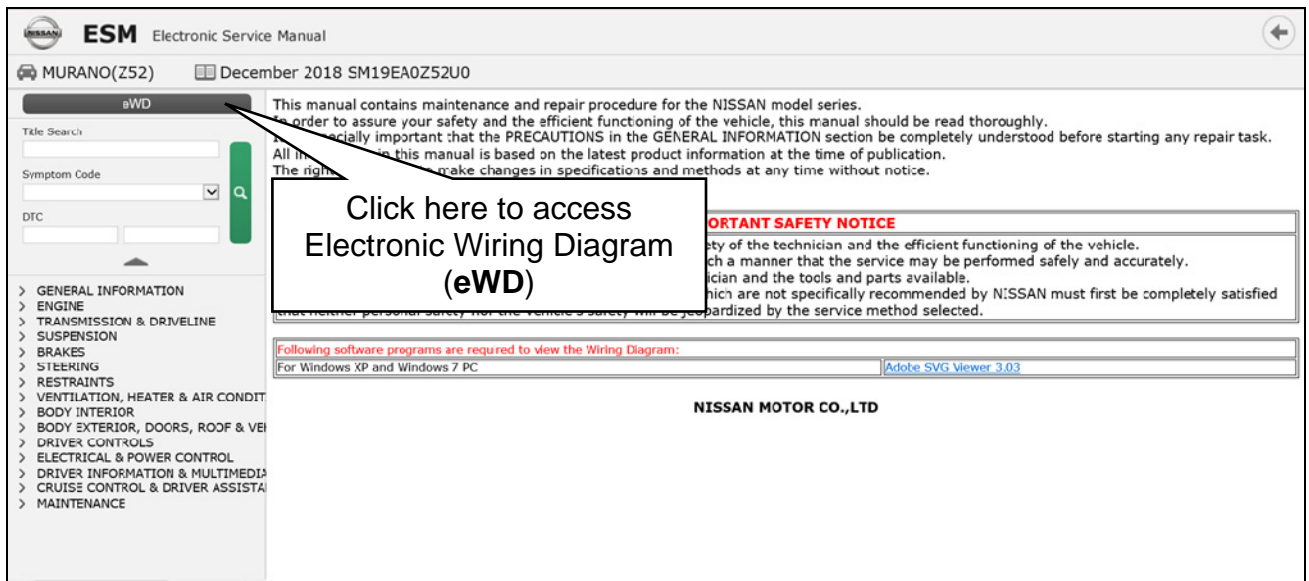 NISSAN
ESM Electronic Service Manual
MURANO(Z52) December 2018 SM19EA0Z52U0
eWD
Title Search
Symptom Code
DTC
> GENERAL INFORMATION
> ENGINE
> TRANSMISSION & DRIVELINE
> SUSPENSION
> BRAKES
> STEERING
> RESTRAINTS
> VENTILATION, HEATER & AIR CONDIT
> BODY INTERIOR
> BODY EXTERIOR, DOORS, ROOF & VEH
> DRIVER CONTROLS
> ELECTRICAL & POWER CONTROL
> DRIVER INFORMATION & MULTIMEDIA
> CRUISE CONTROL & DRIVER ASSISTA
> MAINTENANCE
This manual contains maintenance and repair procedure for the NISSAN model series.
In order to assure your safety and the efficient functioning of the vehicle, this manual should be read thoroughly.
especially important that the PRECAUTIONS in the GENERAL INFORMATION section be completely understood before starting any repair task.
All in this manual is based on the latest product information at the time of publication.
The right make changes in specifications and methods at any time without notice.
Click here to access
Electronic Wiring Diagram
(eWD)
ORTANT SAFETY NOTICE
ety of the technician and the efficient functioning of the vehicle.
ch a manner that the service may be performed safely and accurately.
ician and the tools and parts available.
hich are not specifically recommended by NISSAN must first be completely satisfied
that neither personal safety nor the vehicle's safety will be jeopardized by the service method selected.
Following software programs are required to view the Wiring Diagram:
For Windows XP and Windows 7 PC Adobe SVG Viewer 3.03
NISSAN MOTOR CO.,LTD